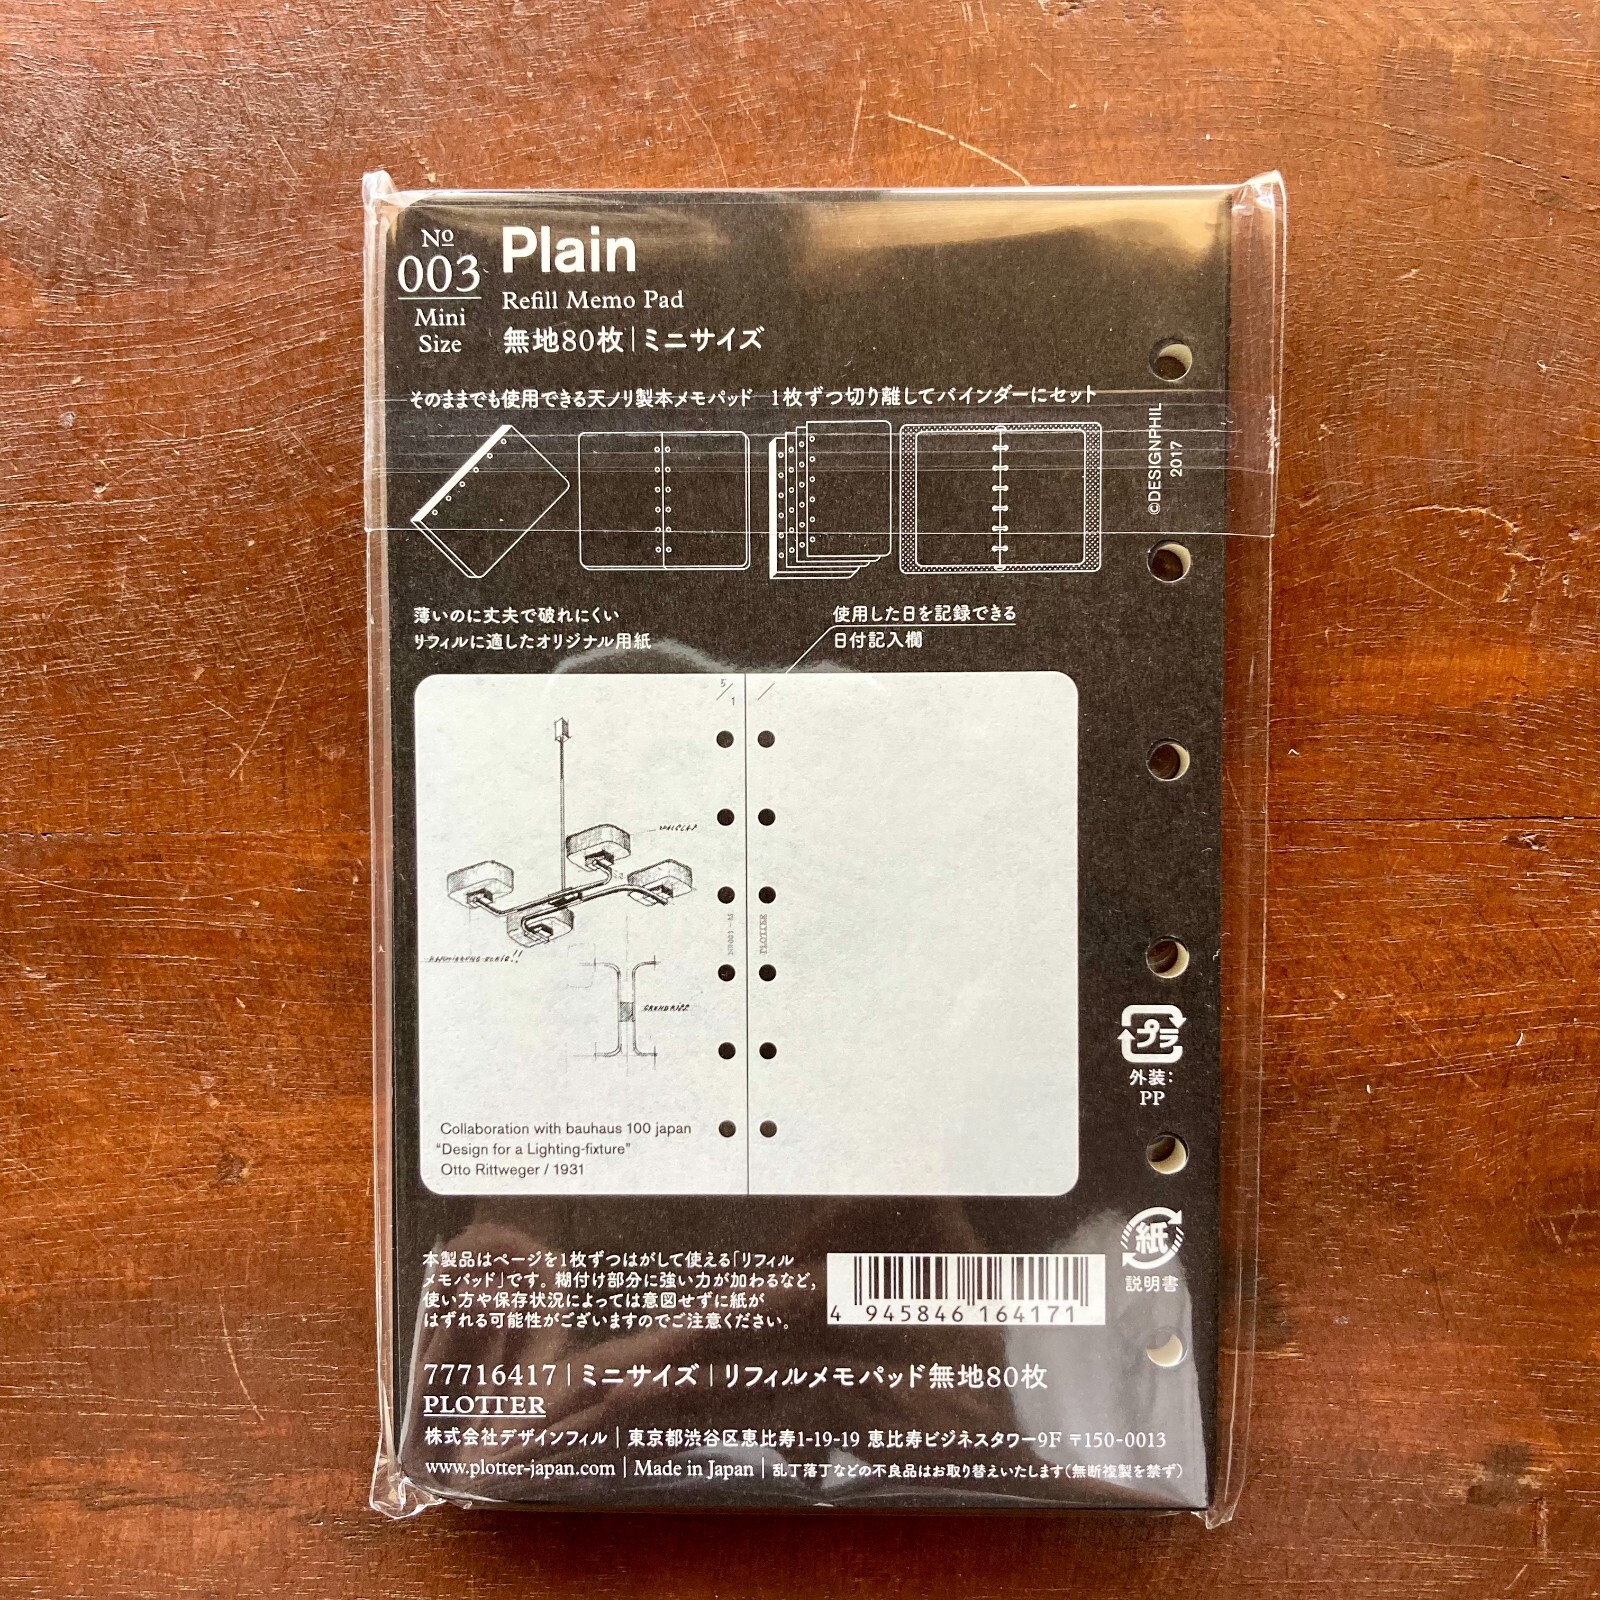 №
003
Mini
Size
Plain
Refill Memo Pad
無地80枚|ミニサイズ
そのままでも使用できる天ノリ製本メモパッド 1枚ずつ切り離してバインダーにセット
©DESIGNPHIL
2017
薄いのに丈夫で破れにくい
リフィルに適したオリジナル用紙
使用した日を記録できる
日付記入欄
5/1
PLOTTER
Collaboration with bauhaus 100 japan
"Design for a Lighting-fixture"
Otto Rittweger / 1931
プラ
外装:
PP
紙
説明書
本製品はページを1枚ずつはがして使える「リフィル
メモパッド」です。糊付け部分に強い力が加わるなど、
使い方や保存状況によっては意図せずに紙が
はずれる可能性がございますのでご注意ください。
4 945846 164171
77716417|ミニサイズ|リフィルメモパッド無地80枚
PLOTTER
株式会社デザインフィル|東京都渋谷区恵比寿1-19-19 恵比寿ビジネスタワー9F 〒150-0013
www.plotter-japan.com|Made in Japan|乱丁落丁などの不良品はお取り替えいたします(無断複製を禁ず)